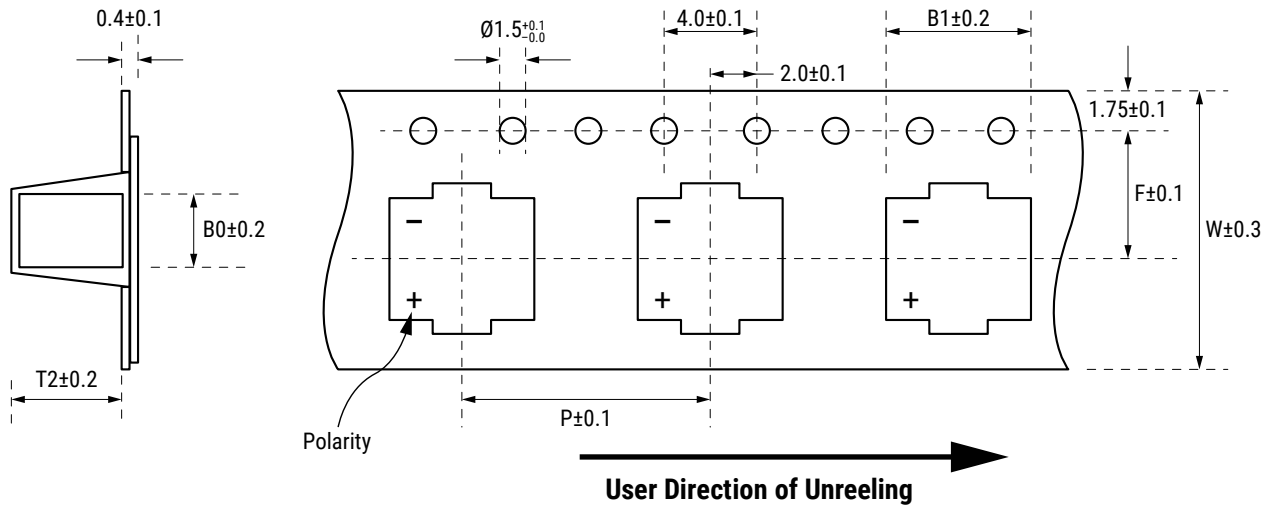 0.4±0.1
Ø1.5 +0.1 −0.0
4.0±0.1
B1±0.2
2.0±0.1
1.75±0.1
B0±0.2
F±0.1
W±0.3
−
−
−
+
+
+
T2±0.2
P±0.1
Polarity
User Direction of Unreeling